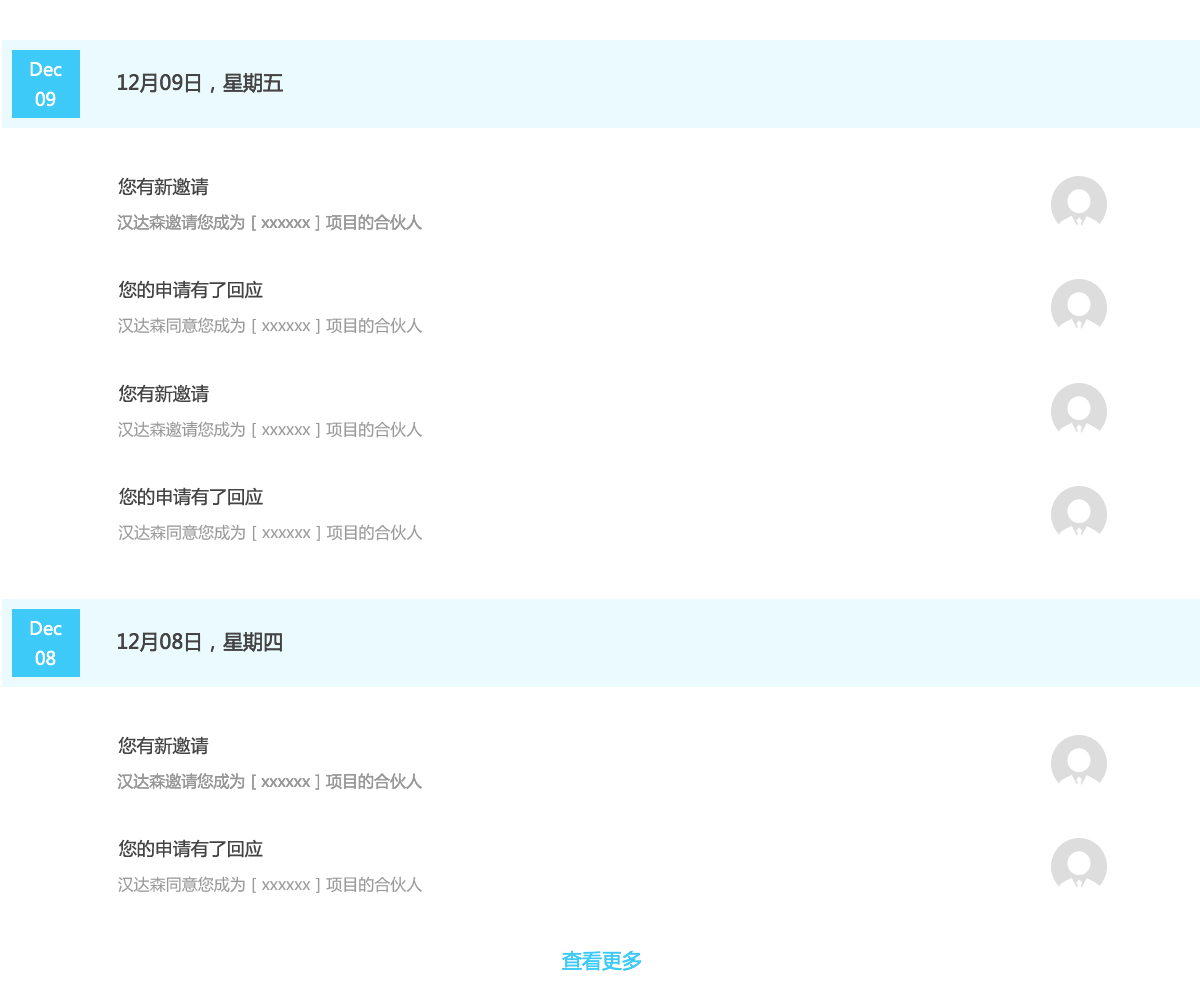 Dec
09
12月09日，星期五
您有新邀请
汉达森邀请您成为 [ xxxxxx ] 项目的合伙人
您的申请有了回应
汉达森同意您成为 [ xxxxxx ] 项目的合伙人
您有新邀请
汉达森邀请您成为 [ xxxxxx ] 项目的合伙人
您的申请有了回应
汉达森同意您成为 [ xxxxxx ] 项目的合伙人
Dec
08
12月08日，星期四
您有新邀请
汉达森邀请您成为 [ xxxxxx ] 项目的合伙人
您的申请有了回应
汉达森同意您成为 [ xxxxxx ] 项目的合伙人
查看更多